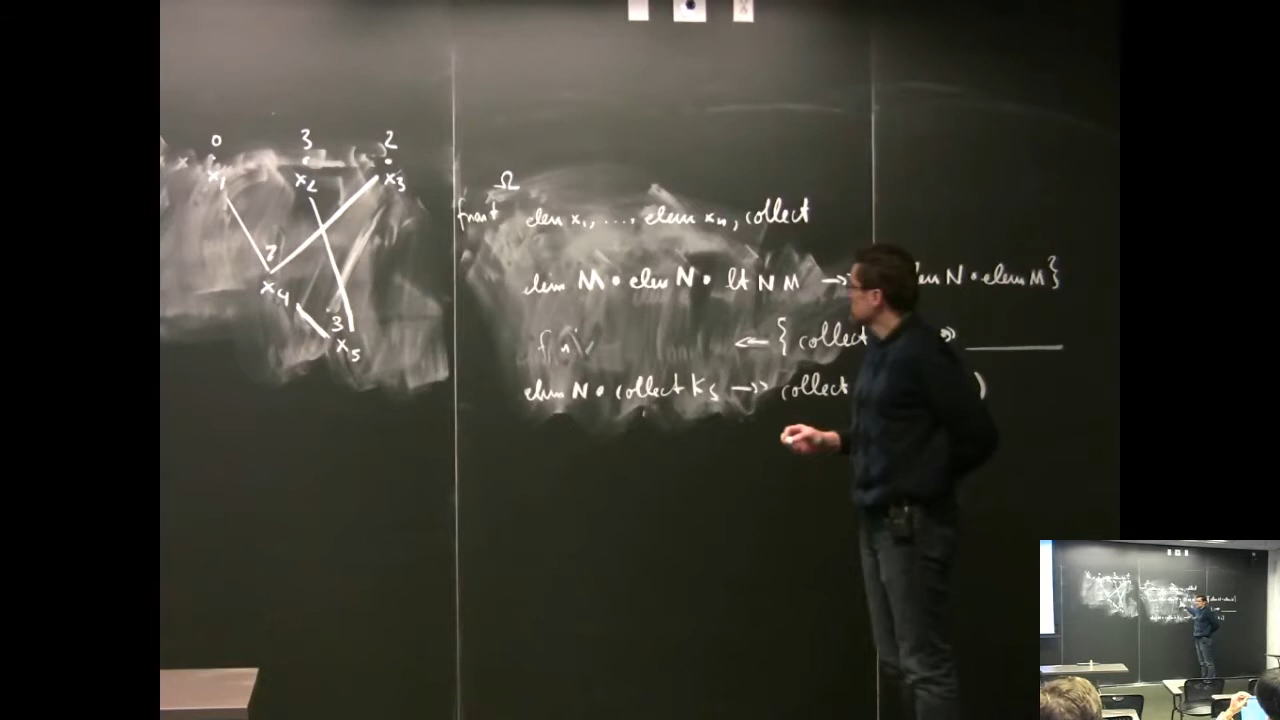 0 3 2
x₁ x₂ x₃
2
x₄
3
x₅
Ω
elem x₁, ..., elem xₙ, collect
elem M • elem N • lt N M → elem N • elem M}
← { collect
elem N • collect Ks →» collect )